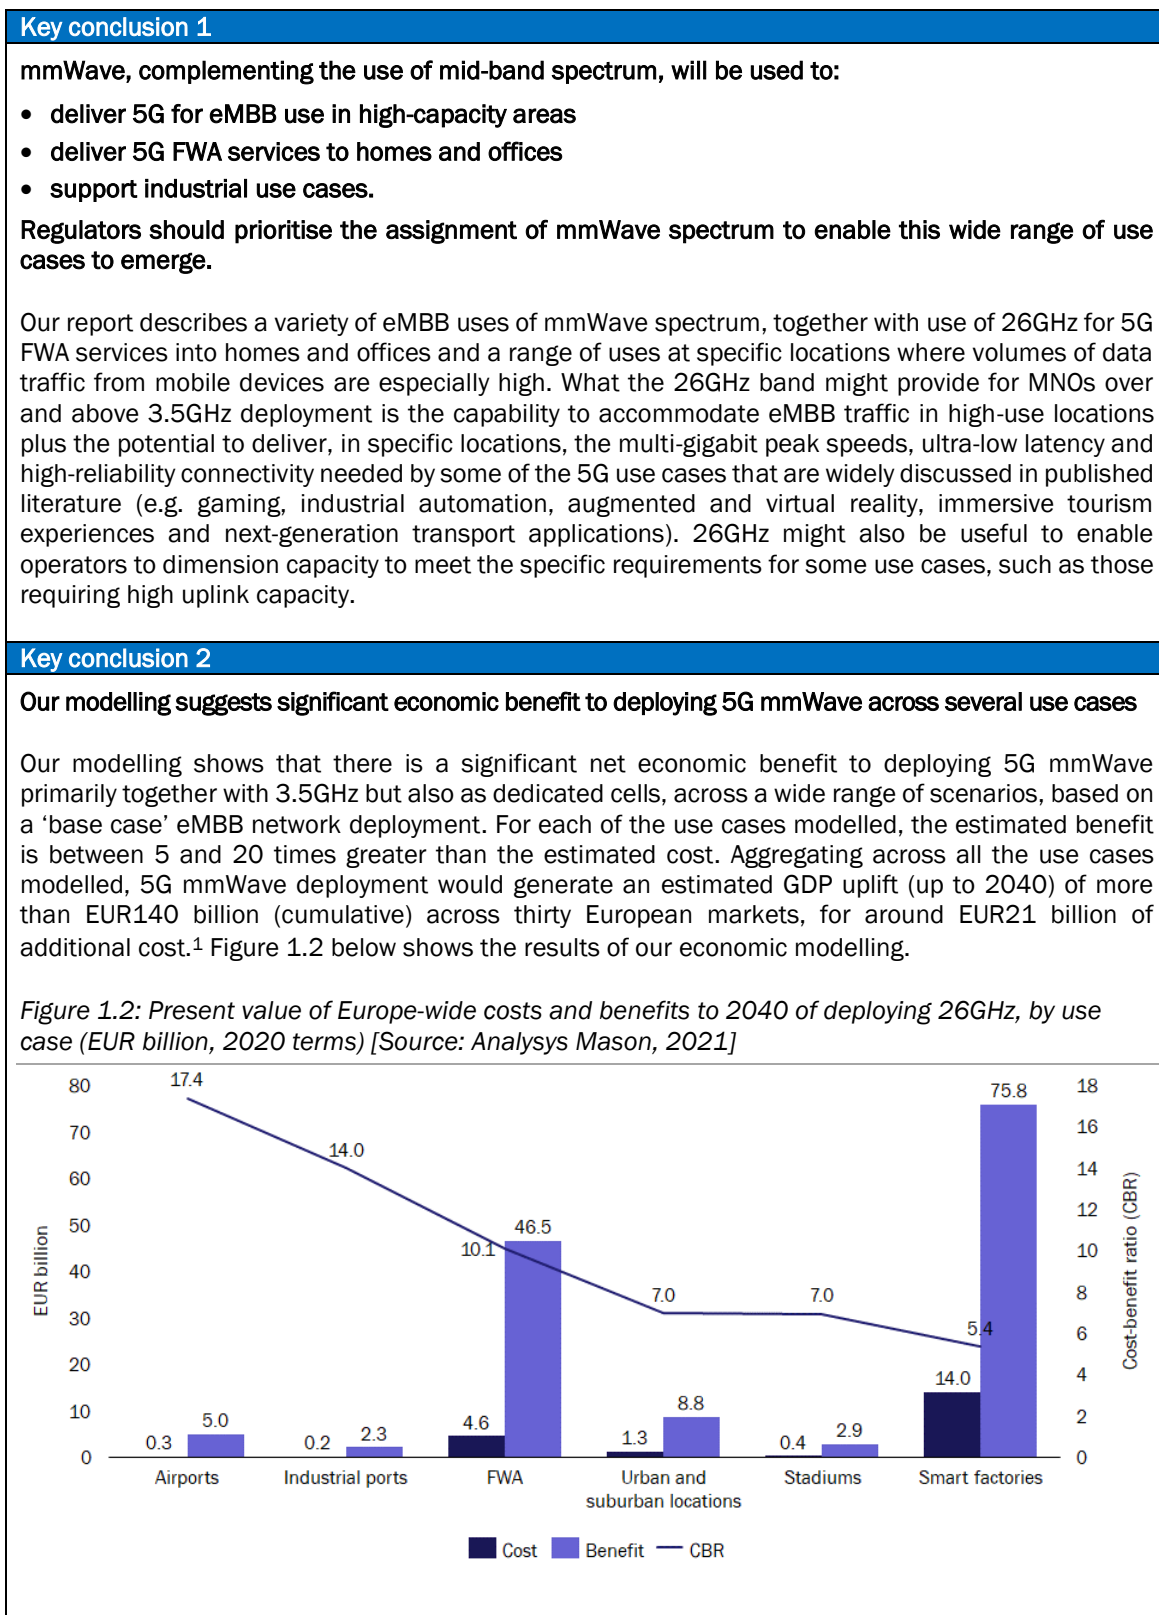 Key conclusion 1
mmWave, complementing the use of mid-band spectrum, will be used to:
• deliver 5G for eMBB use in high-capacity areas
• deliver 5G FWA services to homes and offices
• support industrial use cases.
Regulators should prioritise the assignment of mmWave spectrum to enable this wide range of use
cases to emerge.
Our report describes a variety of eMBB uses of mmWave spectrum, together with use of 26GHz for 5G
FWA services into homes and offices and a range of uses at specific locations where volumes of data
traffic from mobile devices are especially high. What the 26GHz band might provide for MNOs over
and above 3.5GHz deployment is the capability to accommodate eMBB traffic in high-use locations
plus the potential to deliver, in specific locations, the multi-gigabit peak speeds, ultra-low latency and
high-reliability connectivity needed by some of the 5G use cases that are widely discussed in published
literature (e.g. gaming, industrial automation, augmented and virtual reality, immersive tourism
experiences and next-generation transport applications). 26GHz might also be useful to enable
operators to dimension capacity to meet the specific requirements for some use cases, such as those
requiring high uplink capacity.
Key conclusion 2
Our modelling suggests significant economic benefit to deploying 5G mmWave across several use cases
Our modelling shows that there is a significant net economic benefit to deploying 5G mmWave
primarily together with 3.5GHz but also as dedicated cells, across a wide range of scenarios, based on
a 'base case' eMBB network deployment. For each of the use cases modelled, the estimated benefit
is between 5 and 20 times greater than the estimated cost. Aggregating across all the use cases
modelled, 5G mmWave deployment would generate an estimated GDP uplift (up to 2040) of more
than EUR140 billion (cumulative) across thirty European markets, for around EUR21 billion of
additional cost.1 Figure 1.2 below shows the results of our economic modelling.
Figure 1.2: Present value of Europe-wide costs and benefits to 2040 of deploying 26GHz, by use
case (EUR billion, 2020 terms) [Source: Analysys Mason, 2021]
EUR billion
80
70
60
50
40
30
20
10
0
17.4
14.0
10.1
7.0
7.0
5.4
0.3
5.0
0.2
2.3
4.6
46.5
1.3
8.8
0.4
2.9
14.0
75.8
18
16
14
12
10
8
6
4
2
0
Cost-benefit ratio (CBR)
Airports
Industrial ports
FWA
Urban and
suburban locations
Stadiums
Smart factories
Cost
Benefit
CBR